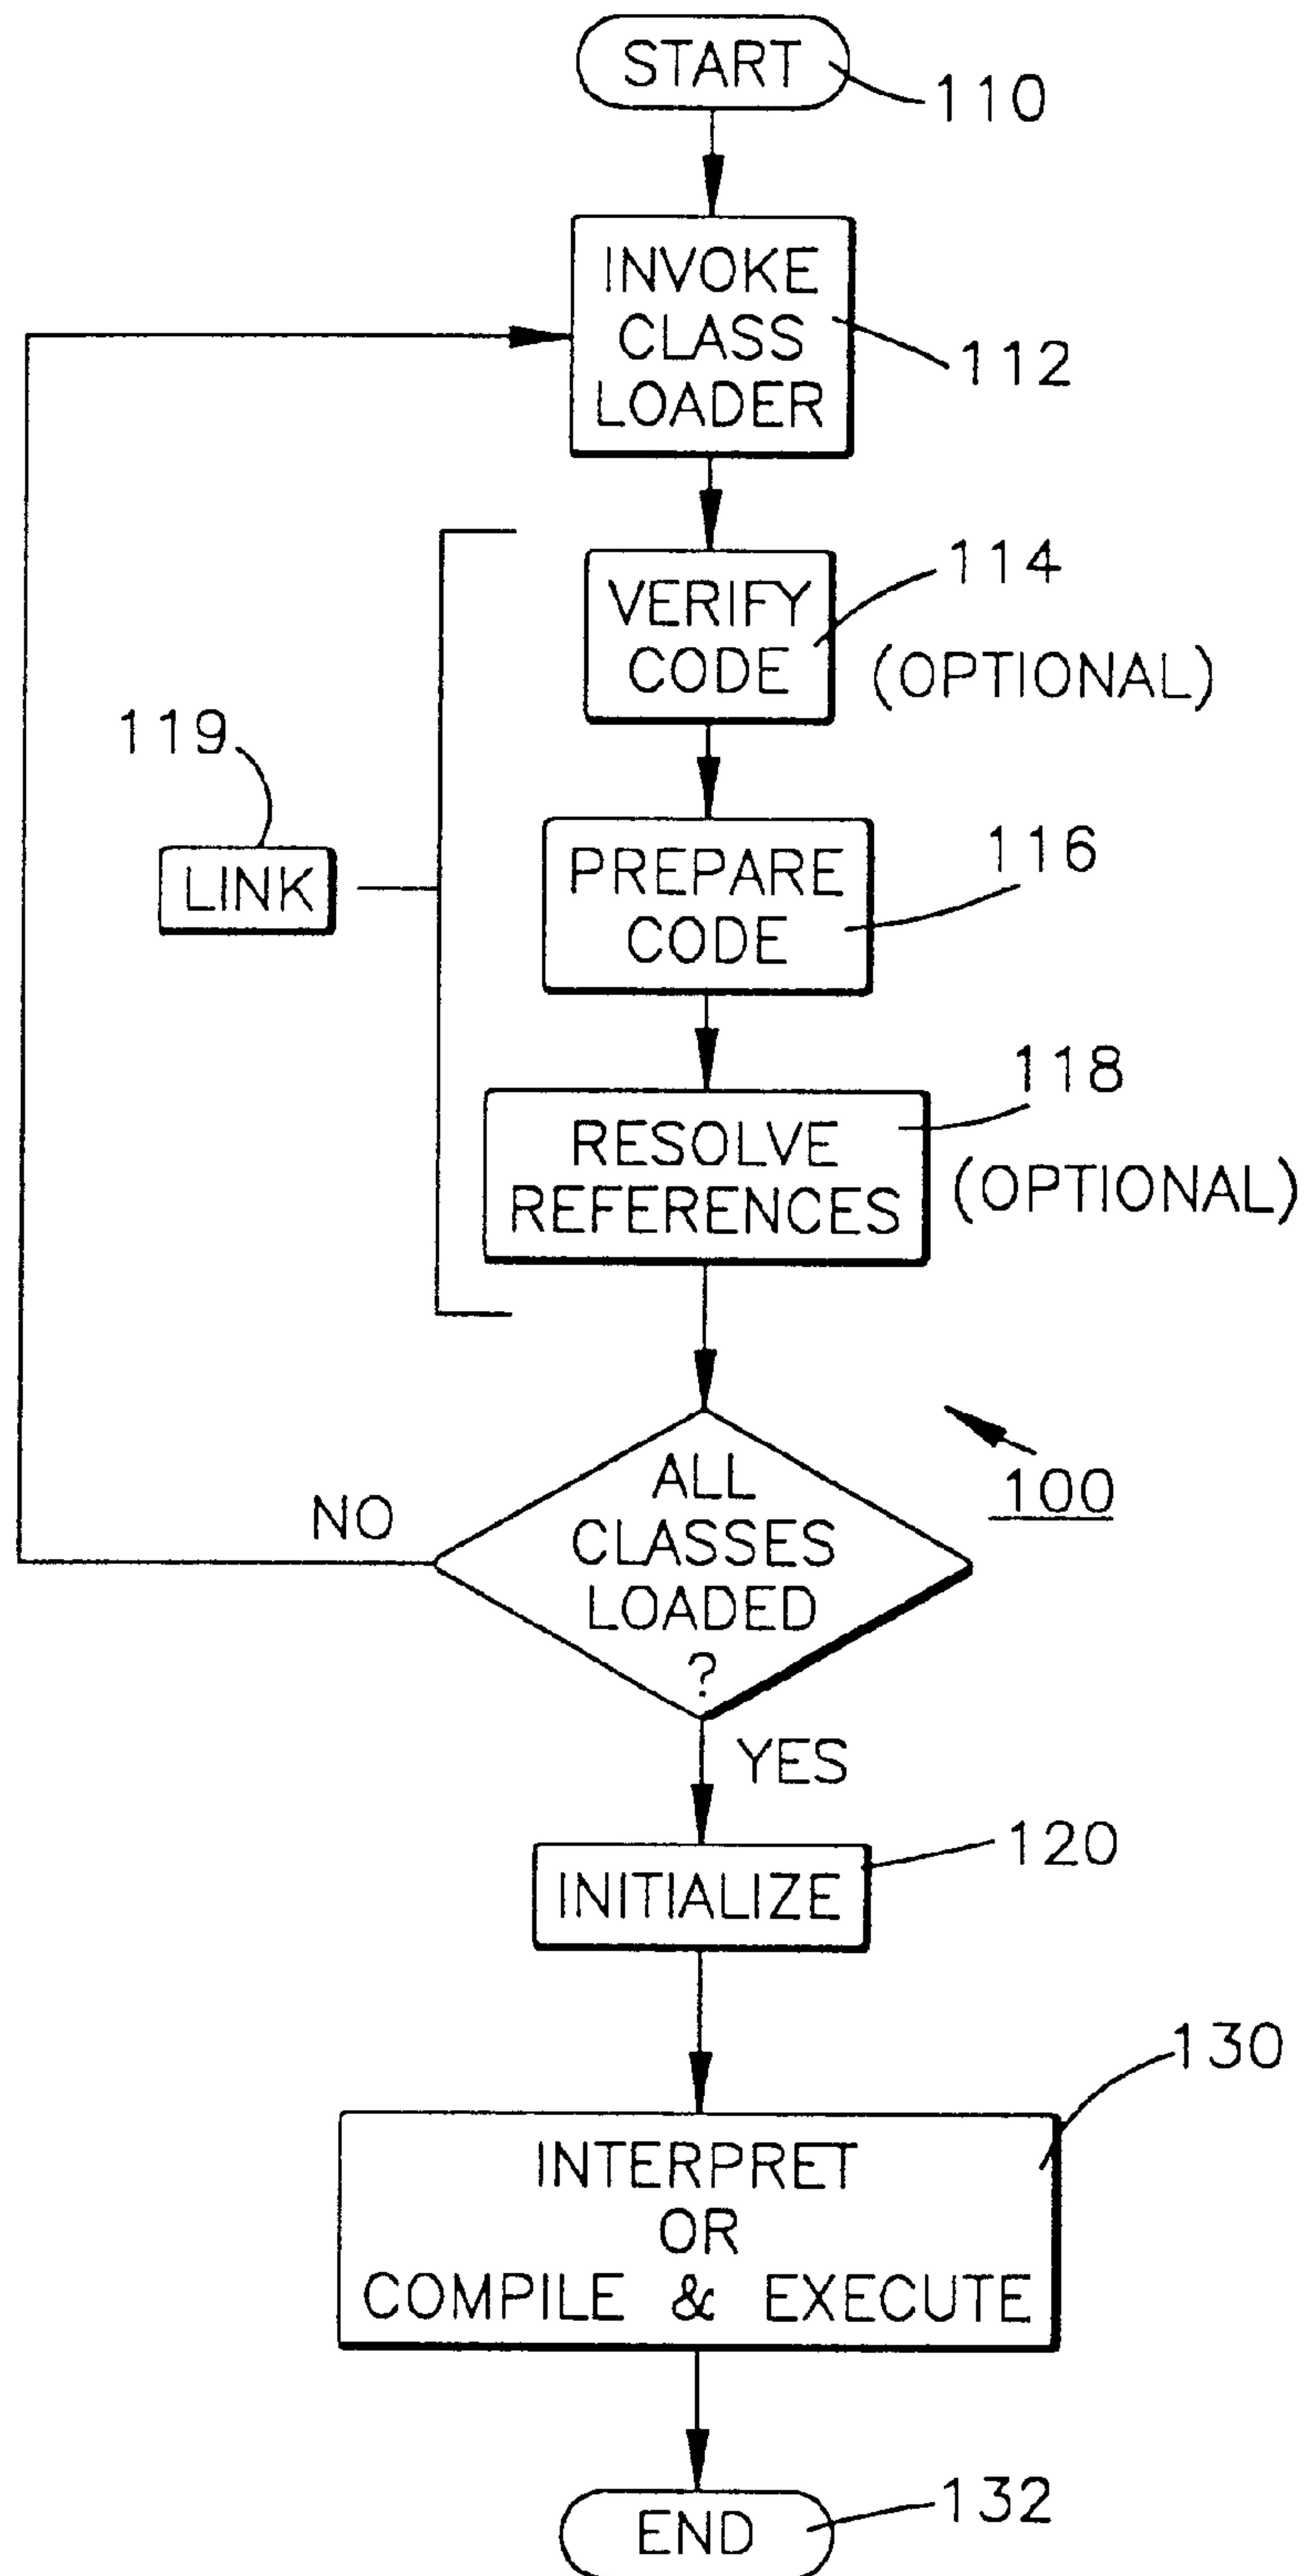 START
110
INVOKE
CLASS
LOADER
112
114
VERIFY
CODE
(OPTIONAL)
119
LINK
116
PREPARE
CODE
118
RESOLVE
REFERENCES
(OPTIONAL)
100
ALL
CLASSES
LOADED
?
NO
YES
120
INITIALIZE
130
INTERPRET
OR
COMPILE & EXECUTE
END
132